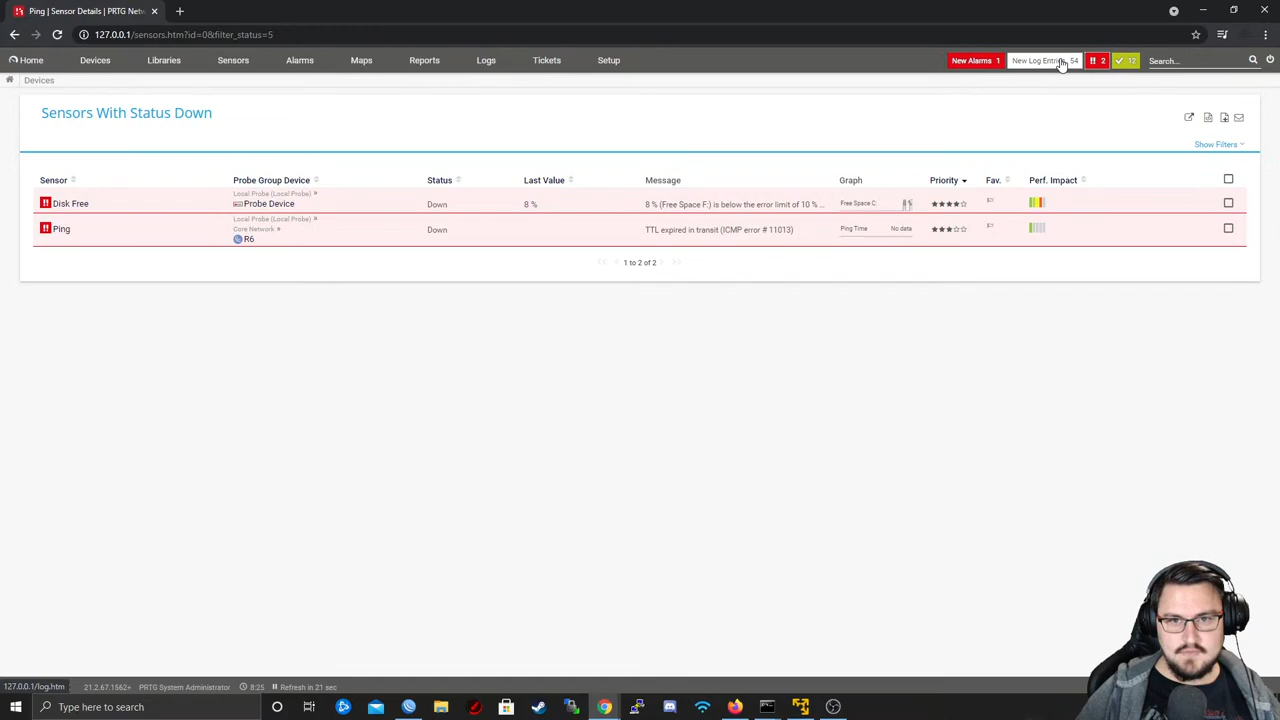 Ping | Sensor Details | PRTG Netw
127.0.0.1/sensors.htm?id=0&filter_status=5
Home Devices Libraries Sensors Alarms Maps Reports Logs Tickets Setup New Alarms 1 New Log Entries 54 !! 2 12 Search...
Devices
Sensors With Status Down
Show Filters
Sensor Probe Group Device Status Last Value Message Graph Priority Fav. Perf. Impact
Local Probe (Local Probe) »
Disk Free Probe Device Down 8 % 8 % (Free Space F:) is below the error limit of 10 % ... Free Space C:
Local Probe (Local Probe) »
Ping Core Network » Down TTL expired in transit (ICMP error # 11013) Ping Time No data
R6
1 to 2 of 2
127.0.0.1/log.htm 21.2.67.1562+ PRTG System Administrator 8:25 Refresh in 21 sec
Type here to search